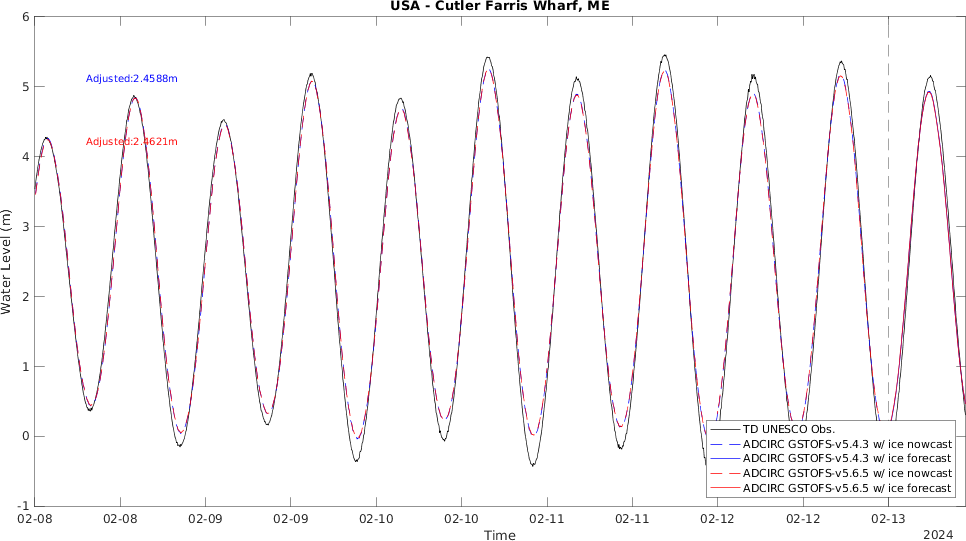 USA - Cutler Farris Wharf, ME
6
5
4
3
2
1
0
-1
Water Level (m)
Adjusted:2.4588m
Adjusted:2.4621m
TD UNESCO Obs.
ADCIRC GSTOFS-v5.4.3 w/ ice nowcast
ADCIRC GSTOFS-v5.4.3 w/ ice forecast
ADCIRC GSTOFS-v5.6.5 w/ ice nowcast
ADCIRC GSTOFS-v5.6.5 w/ ice forecast
02-08 02-08 02-09 02-09 02-10 02-10 02-11 02-11 02-12 02-12 02-13
Time
2024